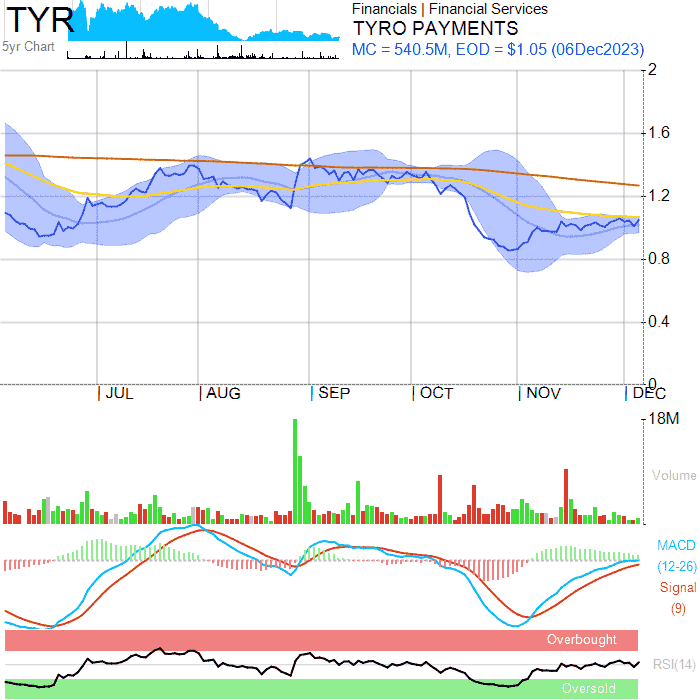 TYR
5yr Chart
Financials | Financial Services
TYRO PAYMENTS
MC = 540.5M, EOD = $1.05 (06Dec2023)
2
1.6
1.2
0.8
0.4
0
JUL
AUG
SEP
OCT
NOV
DEC
18M
Volume
MACD
(12-26)
Signal
(9)
Overbought
RSI(14)
Oversold